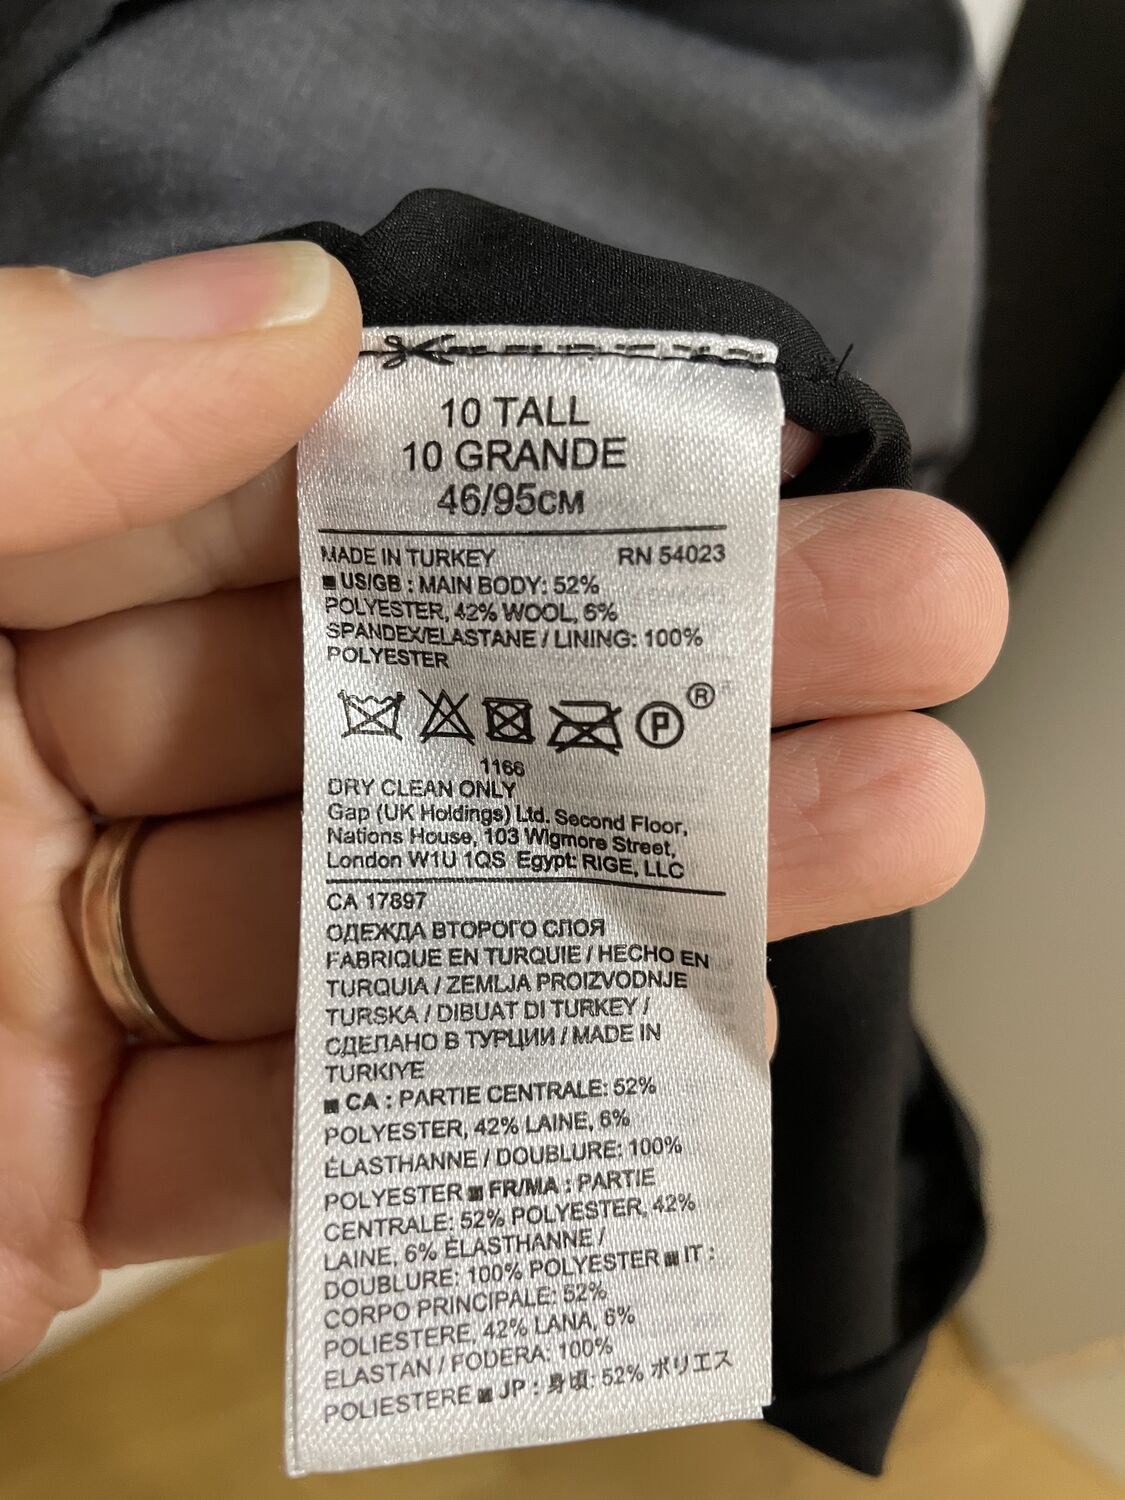 10 TALL
10 GRANDE
46/95CM
MADE IN TURKEY RN 54023
■ US/GB : MAIN BODY: 52%
POLYESTER, 42% WOOL, 6%
SPANDEX/ELASTANE / LINING: 100%
POLYESTER
P ®
1166
DRY CLEAN ONLY
Gap (UK Holdings) Ltd. Second Floor,
Nations House, 103 Wigmore Street,
London W1U 1QS Egypt: RIGE, LLC
CA 17897
ОДЕЖДА ВТОРОГО СЛОЯ
FABRIQUE EN TURQUIE / HECHO EN
TURQUIA / ZEMLJA PROIZVODNJE
TURSKA / DIBUAT DI TURKEY /
СДЕЛАНО В ТУРЦИИ / MADE IN
TURKIYE
■ CA : PARTIE CENTRALE: 52%
POLYESTER, 42% LAINE, 6%
ÉLASTHANNE / DOUBLURE: 100%
POLYESTER ■ FR/MA : PARTIE
CENTRALE: 52% POLYESTER, 42%
LAINE, 6% ÉLASTHANNE /
DOUBLURE: 100% POLYESTER ■ IT :
CORPO PRINCIPALE: 52%
POLIESTERE, 42% LANA, 6%
ELASTAN / FODERA: 100%
POLIESTERE ■ JP : 身頃: 52% ポリエス